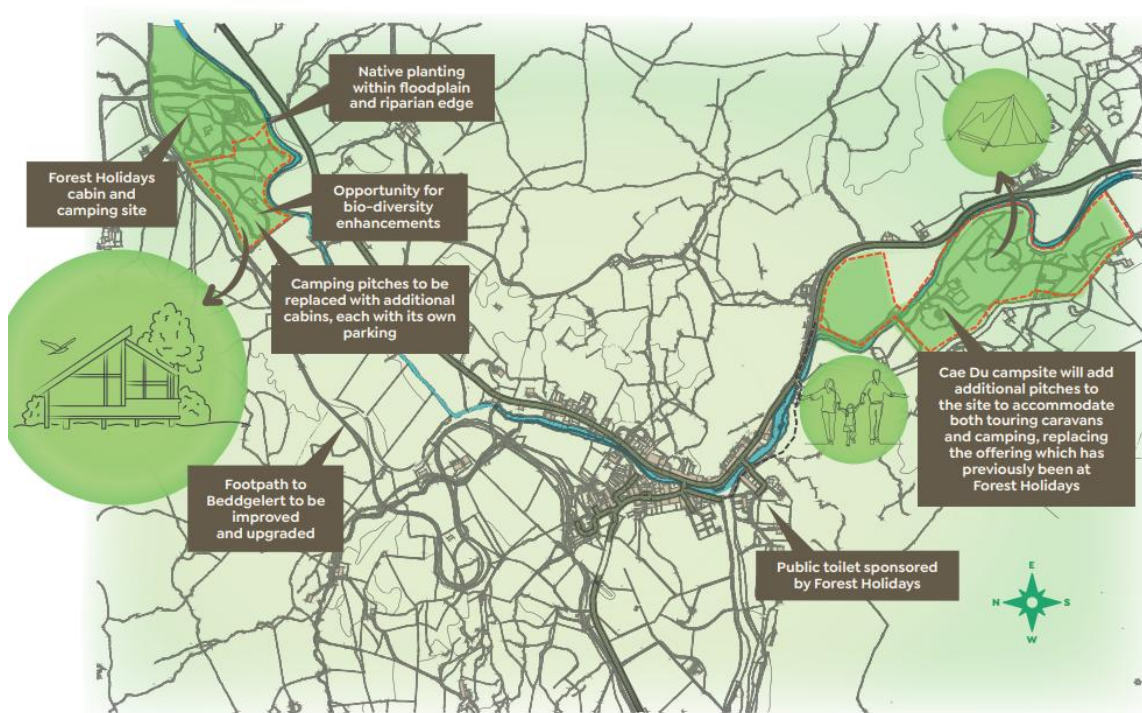 Native planting
within floodplain
and riparian edge
Forest Holidays
cabin and
camping site
Opportunity for
bio-diversity
enhancements
Camping pitches to be
replaced with additional
cabins, each with its own
parking
Footpath to
Beddgelert to be
improved
and upgraded
Cae Du campsite will add
additional pitches to
the site to accommodate
both touring caravans
and camping, replacing
the offering which has
previously been at
Forest Holidays
Public toilet sponsored
by Forest Holidays
E
N
S
W